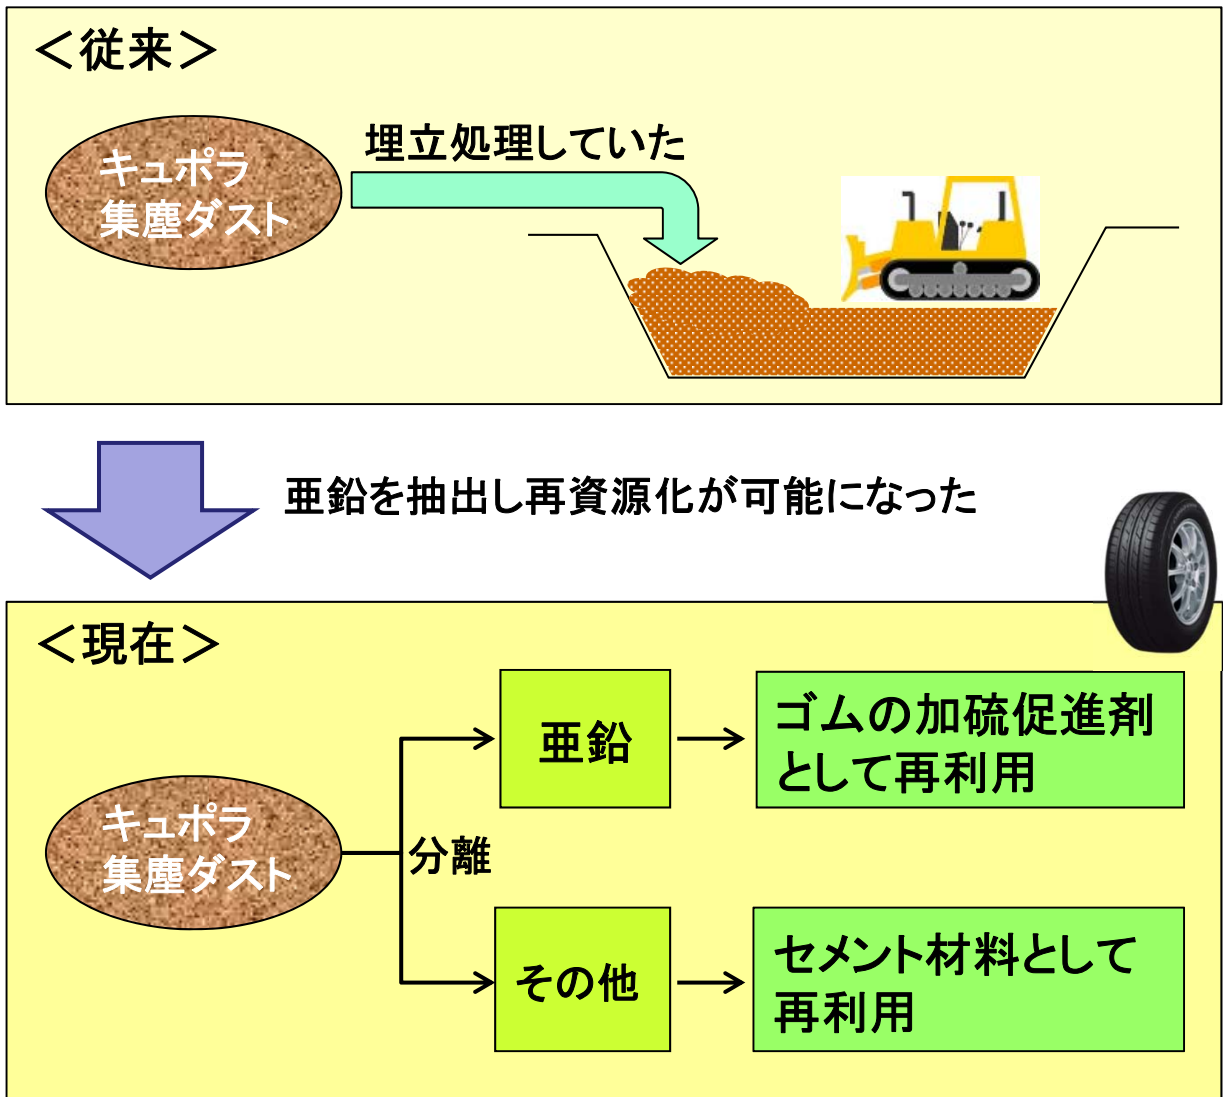 ＜従来＞
キュポラ
集塵ダスト
埋立処理していた
亜鉛を抽出し再資源化が可能になった
＜現在＞
キュポラ
集塵ダスト
分離
亜鉛
ゴムの加硫促進剤
として再利用
その他
セメント材料として
再利用